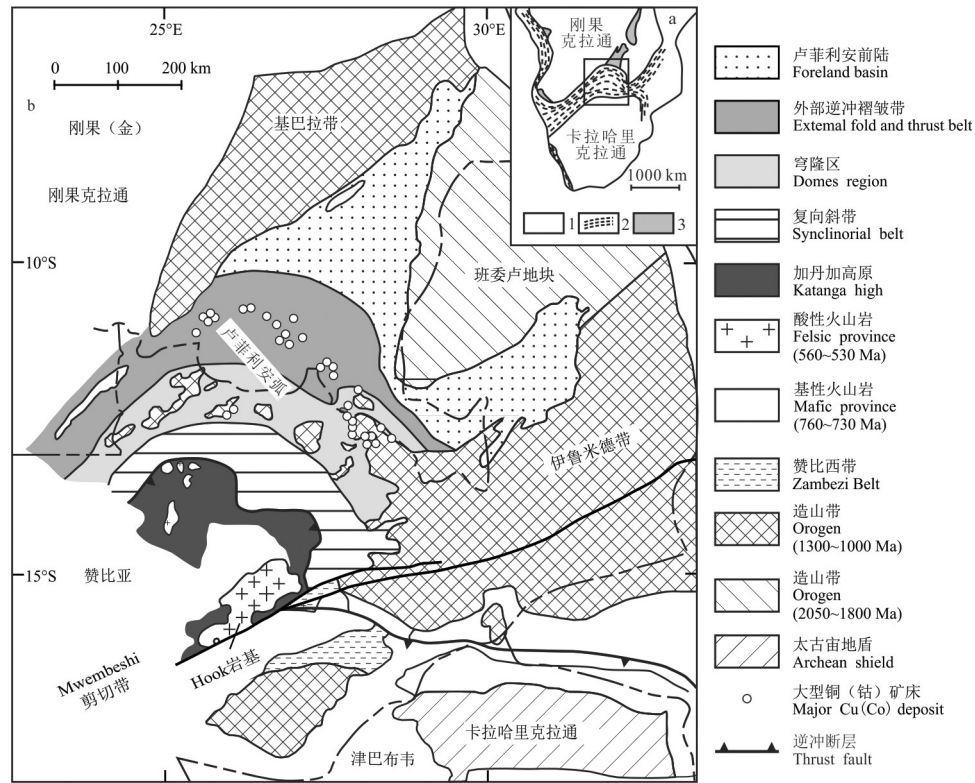 25°E
30°E
0 100 200 km
b
刚果（金）
刚果克拉通
基巴拉带
10°S
班委卢地块
卢菲利安弧
伊鲁米德带
赞比亚
15°S
Mwembeshi
剪切带
Hook岩基
津巴布韦
卡拉哈里克拉通
a
刚果
克拉通
卡拉哈里
克拉通
1000 km
1 2 3
卢菲利安前陆
Foreland basin
外部逆冲褶皱带
Extemal fold and thrust belt
穹隆区
Domes region
复向斜带
Synclinorial belt
加丹加高原
Katanga high
酸性火山岩
Felsic province
(560~530 Ma)
基性火山岩
Mafic province
(760~730 Ma)
赞比西带
Zambezi Belt
造山带
Orogen
(1300~1000 Ma)
造山带
Orogen
(2050~1800 Ma)
太古宙地盾
Archean shield
大型铜（钴）矿床
Major Cu(Co) deposit
逆冲断层
Thrust fault